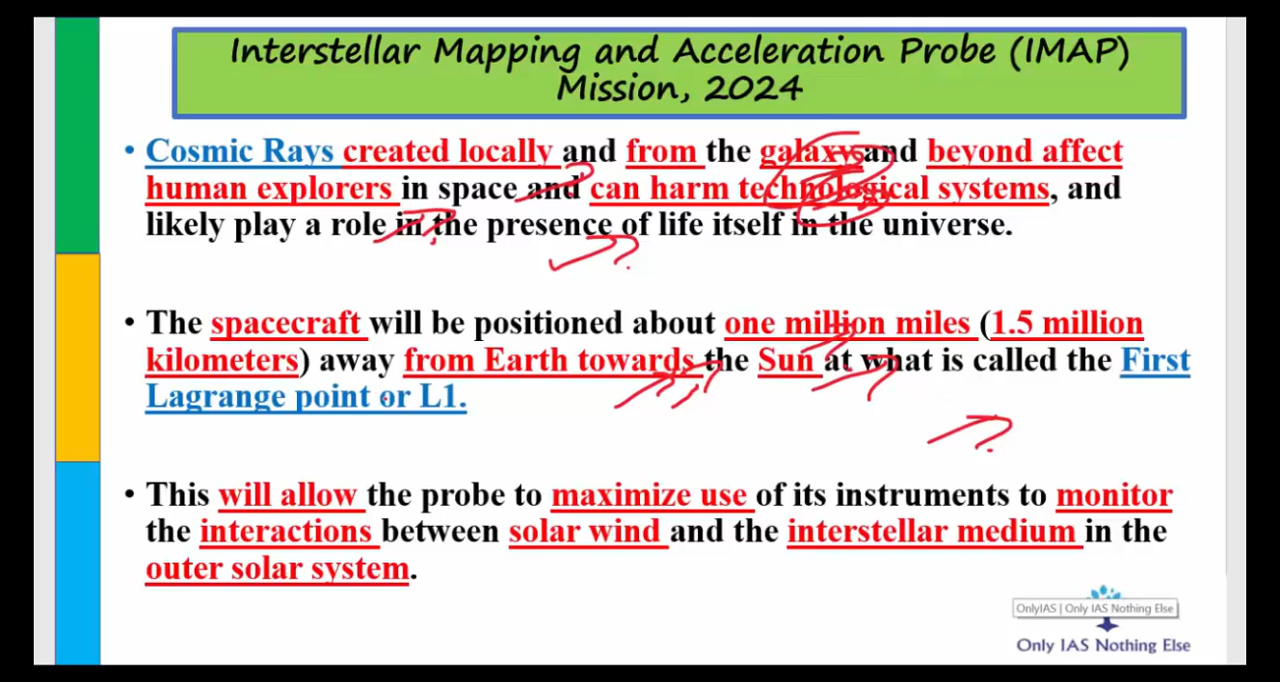 Interstellar Mapping and Acceleration Probe (IMAP)
Mission, 2024
• Cosmic Rays created locally and from the galaxy and beyond affect
human explorers in space and can harm technological systems, and
likely play a role in the presence of life itself in the universe.
• The spacecraft will be positioned about one million miles (1.5 million
kilometers) away from Earth towards the Sun at what is called the First
Lagrange point or L1.
• This will allow the probe to maximize use of its instruments to monitor
the interactions between solar wind and the interstellar medium in the
outer solar system.
OnlyIAS | Only IAS Nothing Else
Only IAS Nothing Else